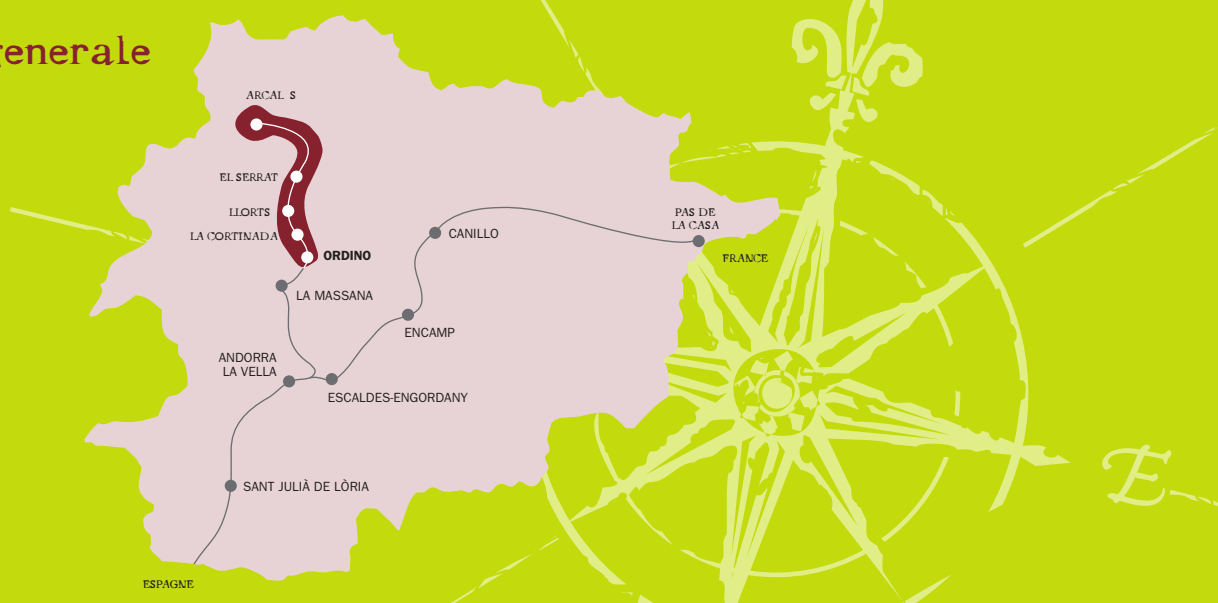 generale
ARCAL S
EL SERRAT
LLORTS
LA CORTINADA
ORDINO
LA MASSANA
CANILLO
PAS DE
LA CASA
FRANCE
ENCAMP
ANDORRA
LA VELLA
ESCALDES-ENGORDANY
SANT JULIÀ DE LÒRIA
ESPAGNE
E